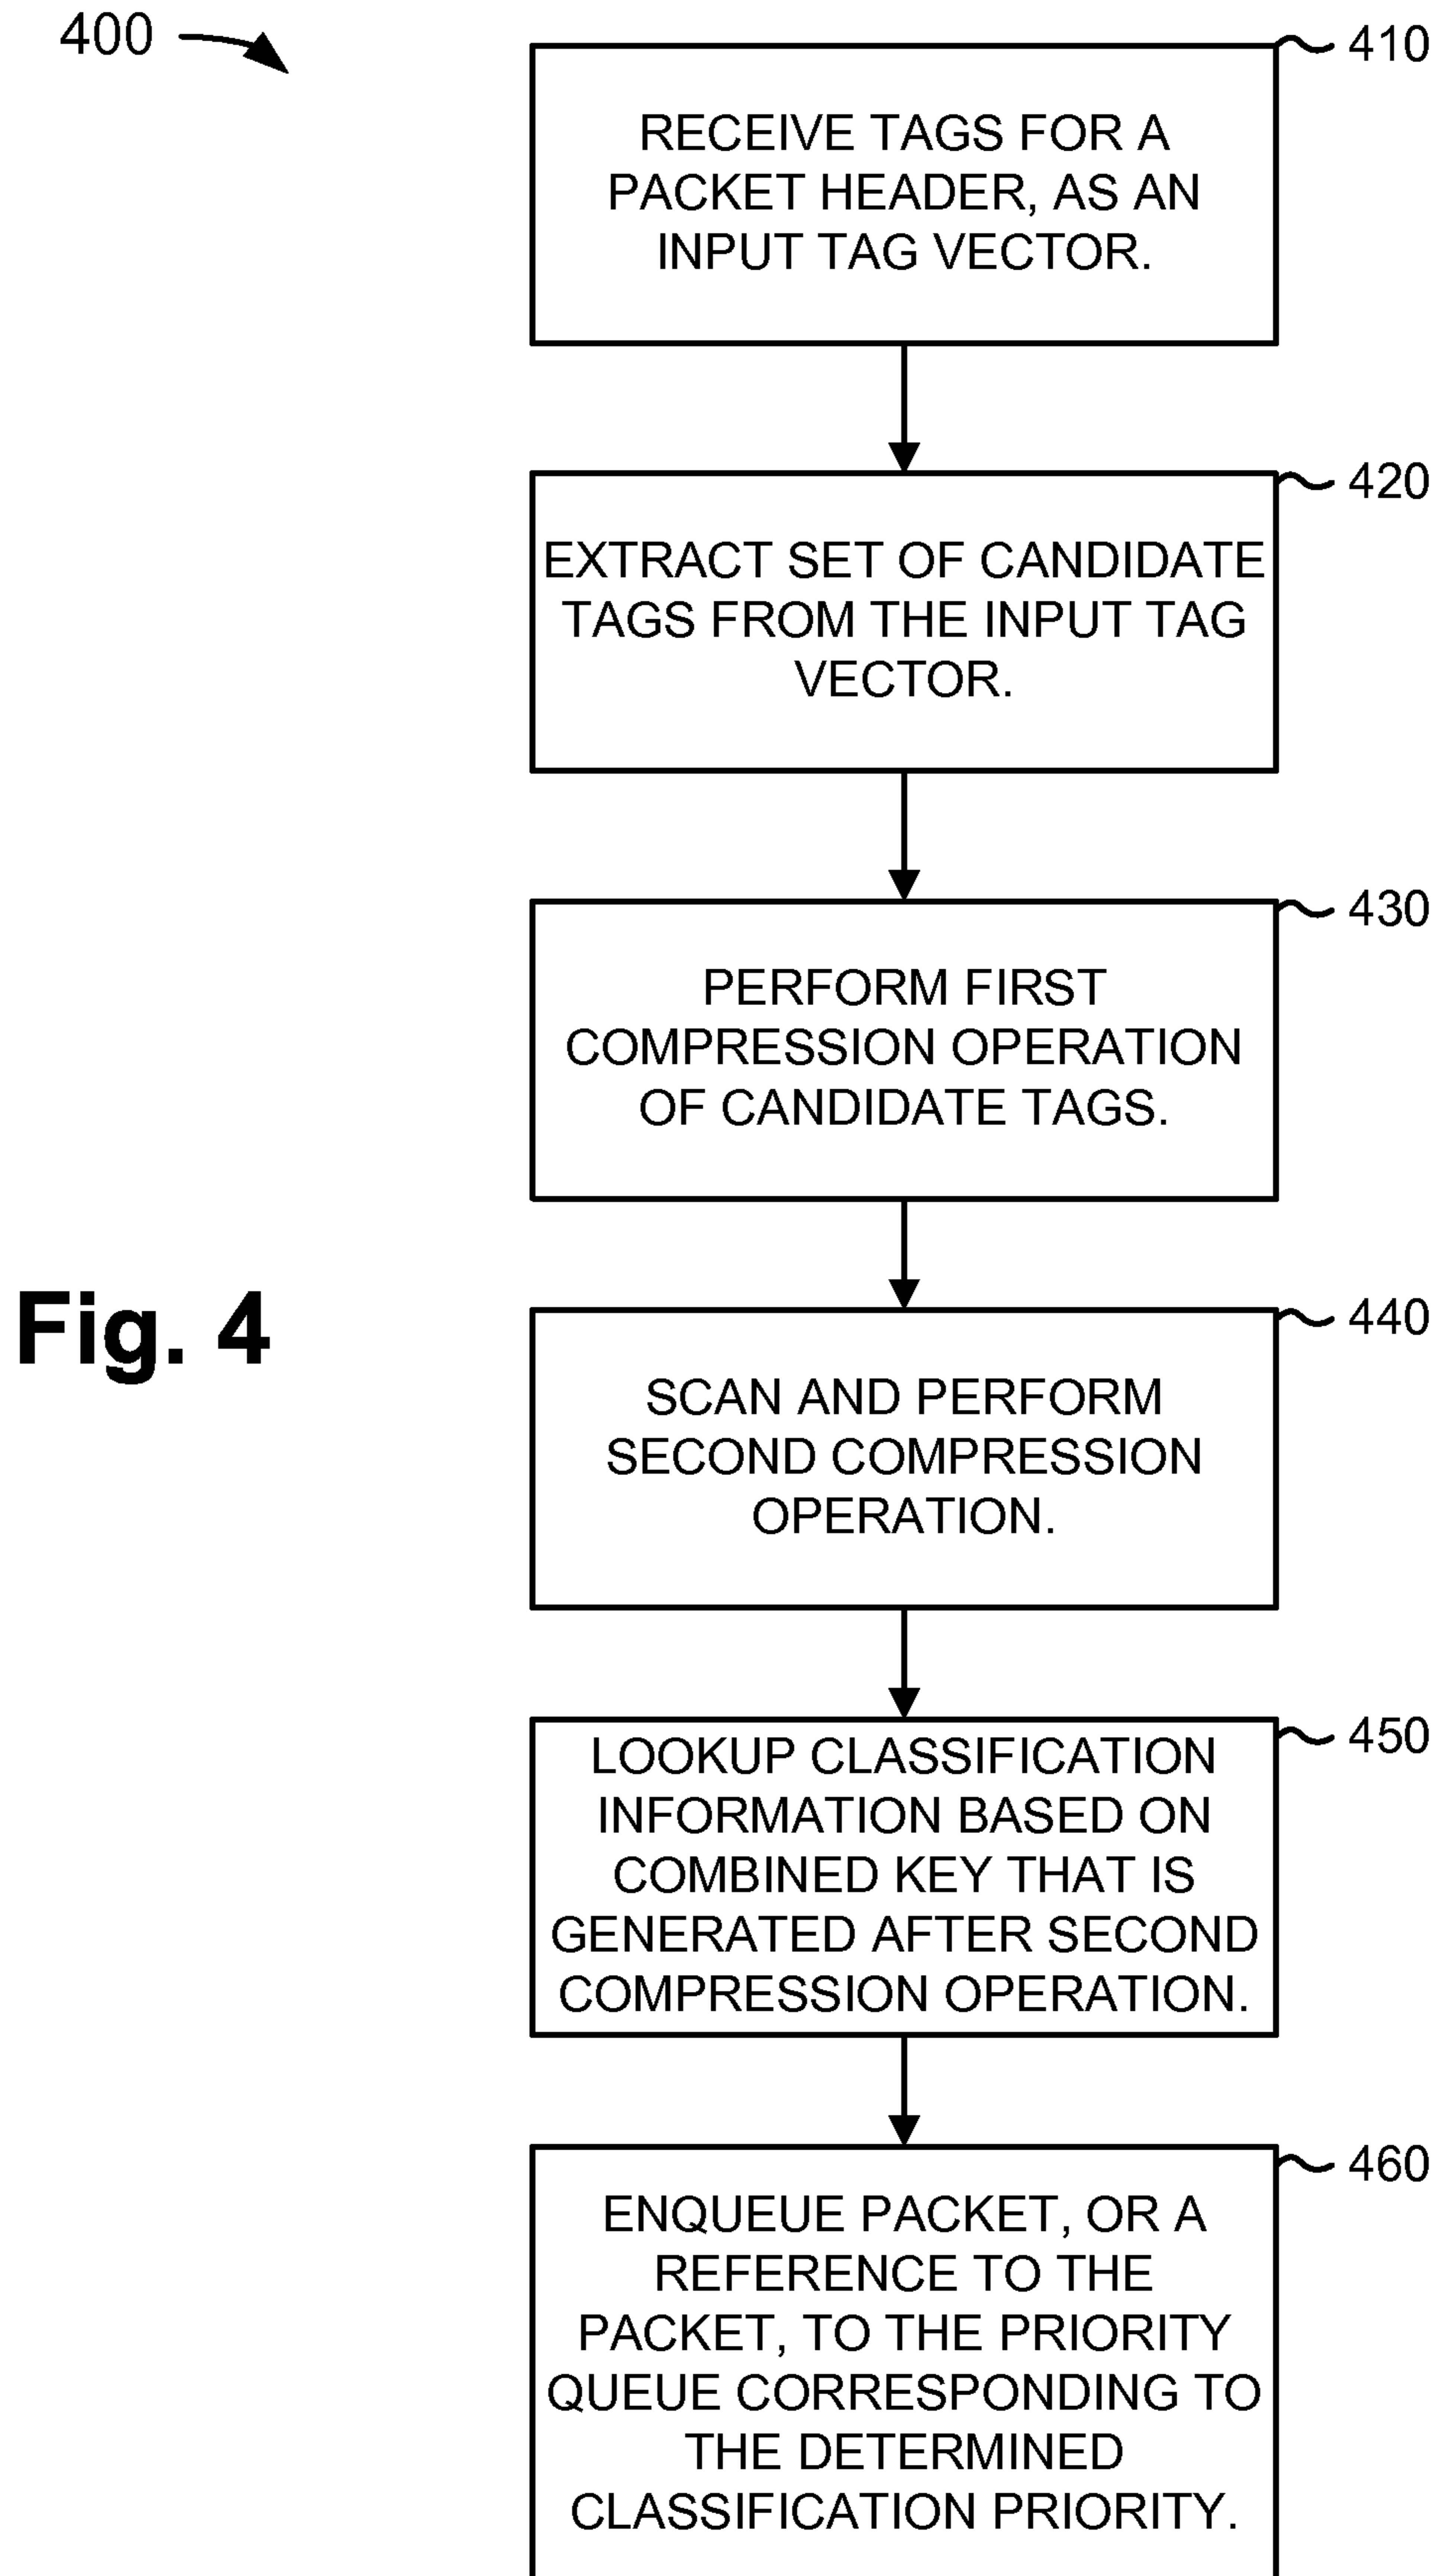 400
410
RECEIVE TAGS FOR A
PACKET HEADER, AS AN
INPUT TAG VECTOR.
420
EXTRACT SET OF CANDIDATE
TAGS FROM THE INPUT TAG
VECTOR.
430
PERFORM FIRST
COMPRESSION OPERATION
OF CANDIDATE TAGS.
Fig. 4
440
SCAN AND PERFORM
SECOND COMPRESSION
OPERATION.
450
LOOKUP CLASSIFICATION
INFORMATION BASED ON
COMBINED KEY THAT IS
GENERATED AFTER SECOND
COMPRESSION OPERATION.
460
ENQUEUE PACKET, OR A
REFERENCE TO THE
PACKET, TO THE PRIORITY
QUEUE CORRESPONDING TO
THE DETERMINED
CLASSIFICATION PRIORITY.